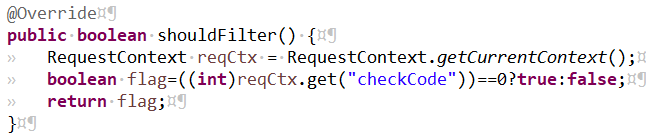 @Override
public boolean shouldFilter() {
RequestContext reqCtx = RequestContext.getCurrentContext();
boolean flag=((int)reqCtx.get("checkCode"))==0?true:false;
return flag;
}